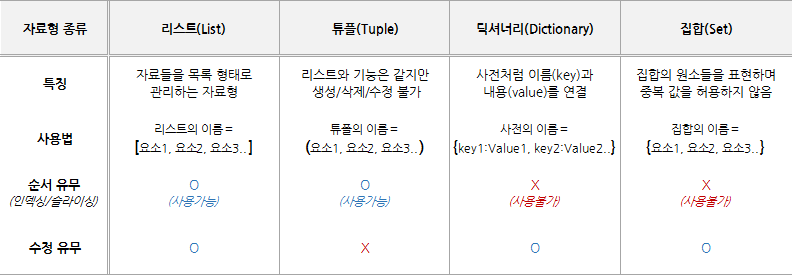 자료형 종류 리스트(List) 튜플(Tuple) 딕셔너리(Dictionary) 집합(Set)
특징
자료들을 목록 형태로
관리하는 자료형
리스트와 기능은 같지만
생성/삭제/수정 불가
사전처럼 이름(key)과
내용(value)를 연결
집합의 원소들을 표현하며
중복 값을 허용하지 않음
사용법
리스트의 이름 =
[요소1, 요소2, 요소3..]
튜플의 이름 =
(요소1, 요소2, 요소3..)
사전의 이름 =
{key1:Value1, key2:Value2..}
집합의 이름 =
{요소1, 요소2, 요소3..}
순서 유무
(인덱싱/슬라이싱)
O
(사용가능)
O
(사용가능)
X
(사용불가)
X
(사용불가)
수정 유무 O X O O